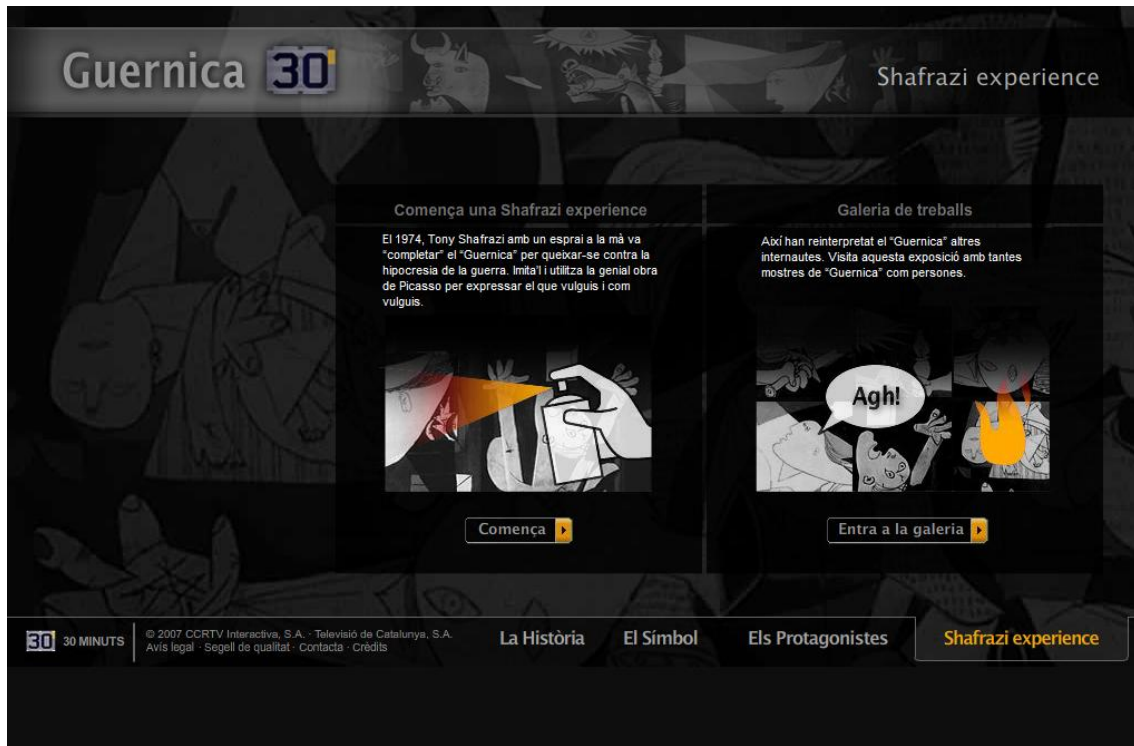 Guernica 30'
Shafrazi experience
Comença una Shafrazi experience
El 1974, Tony Shafrazi amb un esprai a la mà va
"completar" el "Guernica" per queixar-se contra la
hipocresia de la guerra. Imita'l i utilitza la genial obra
de Picasso per expressar el que vulguis i com
vulguis.
Comença
Galeria de treballs
Així han reinterpretat el "Guernica" altres
internautes. Visita aquesta exposició amb tantes
mostres de "Guernica" com persones.
Agh!
Entra a la galeria
30' 30 MINUTS
© 2007 CCRTV Interactiva, S.A. · Televisió de Catalunya, S.A.
Avís legal · Segell de qualitat · Contacta · Crèdits
La Història
El Símbol
Els Protagonistes
Shafrazi experience